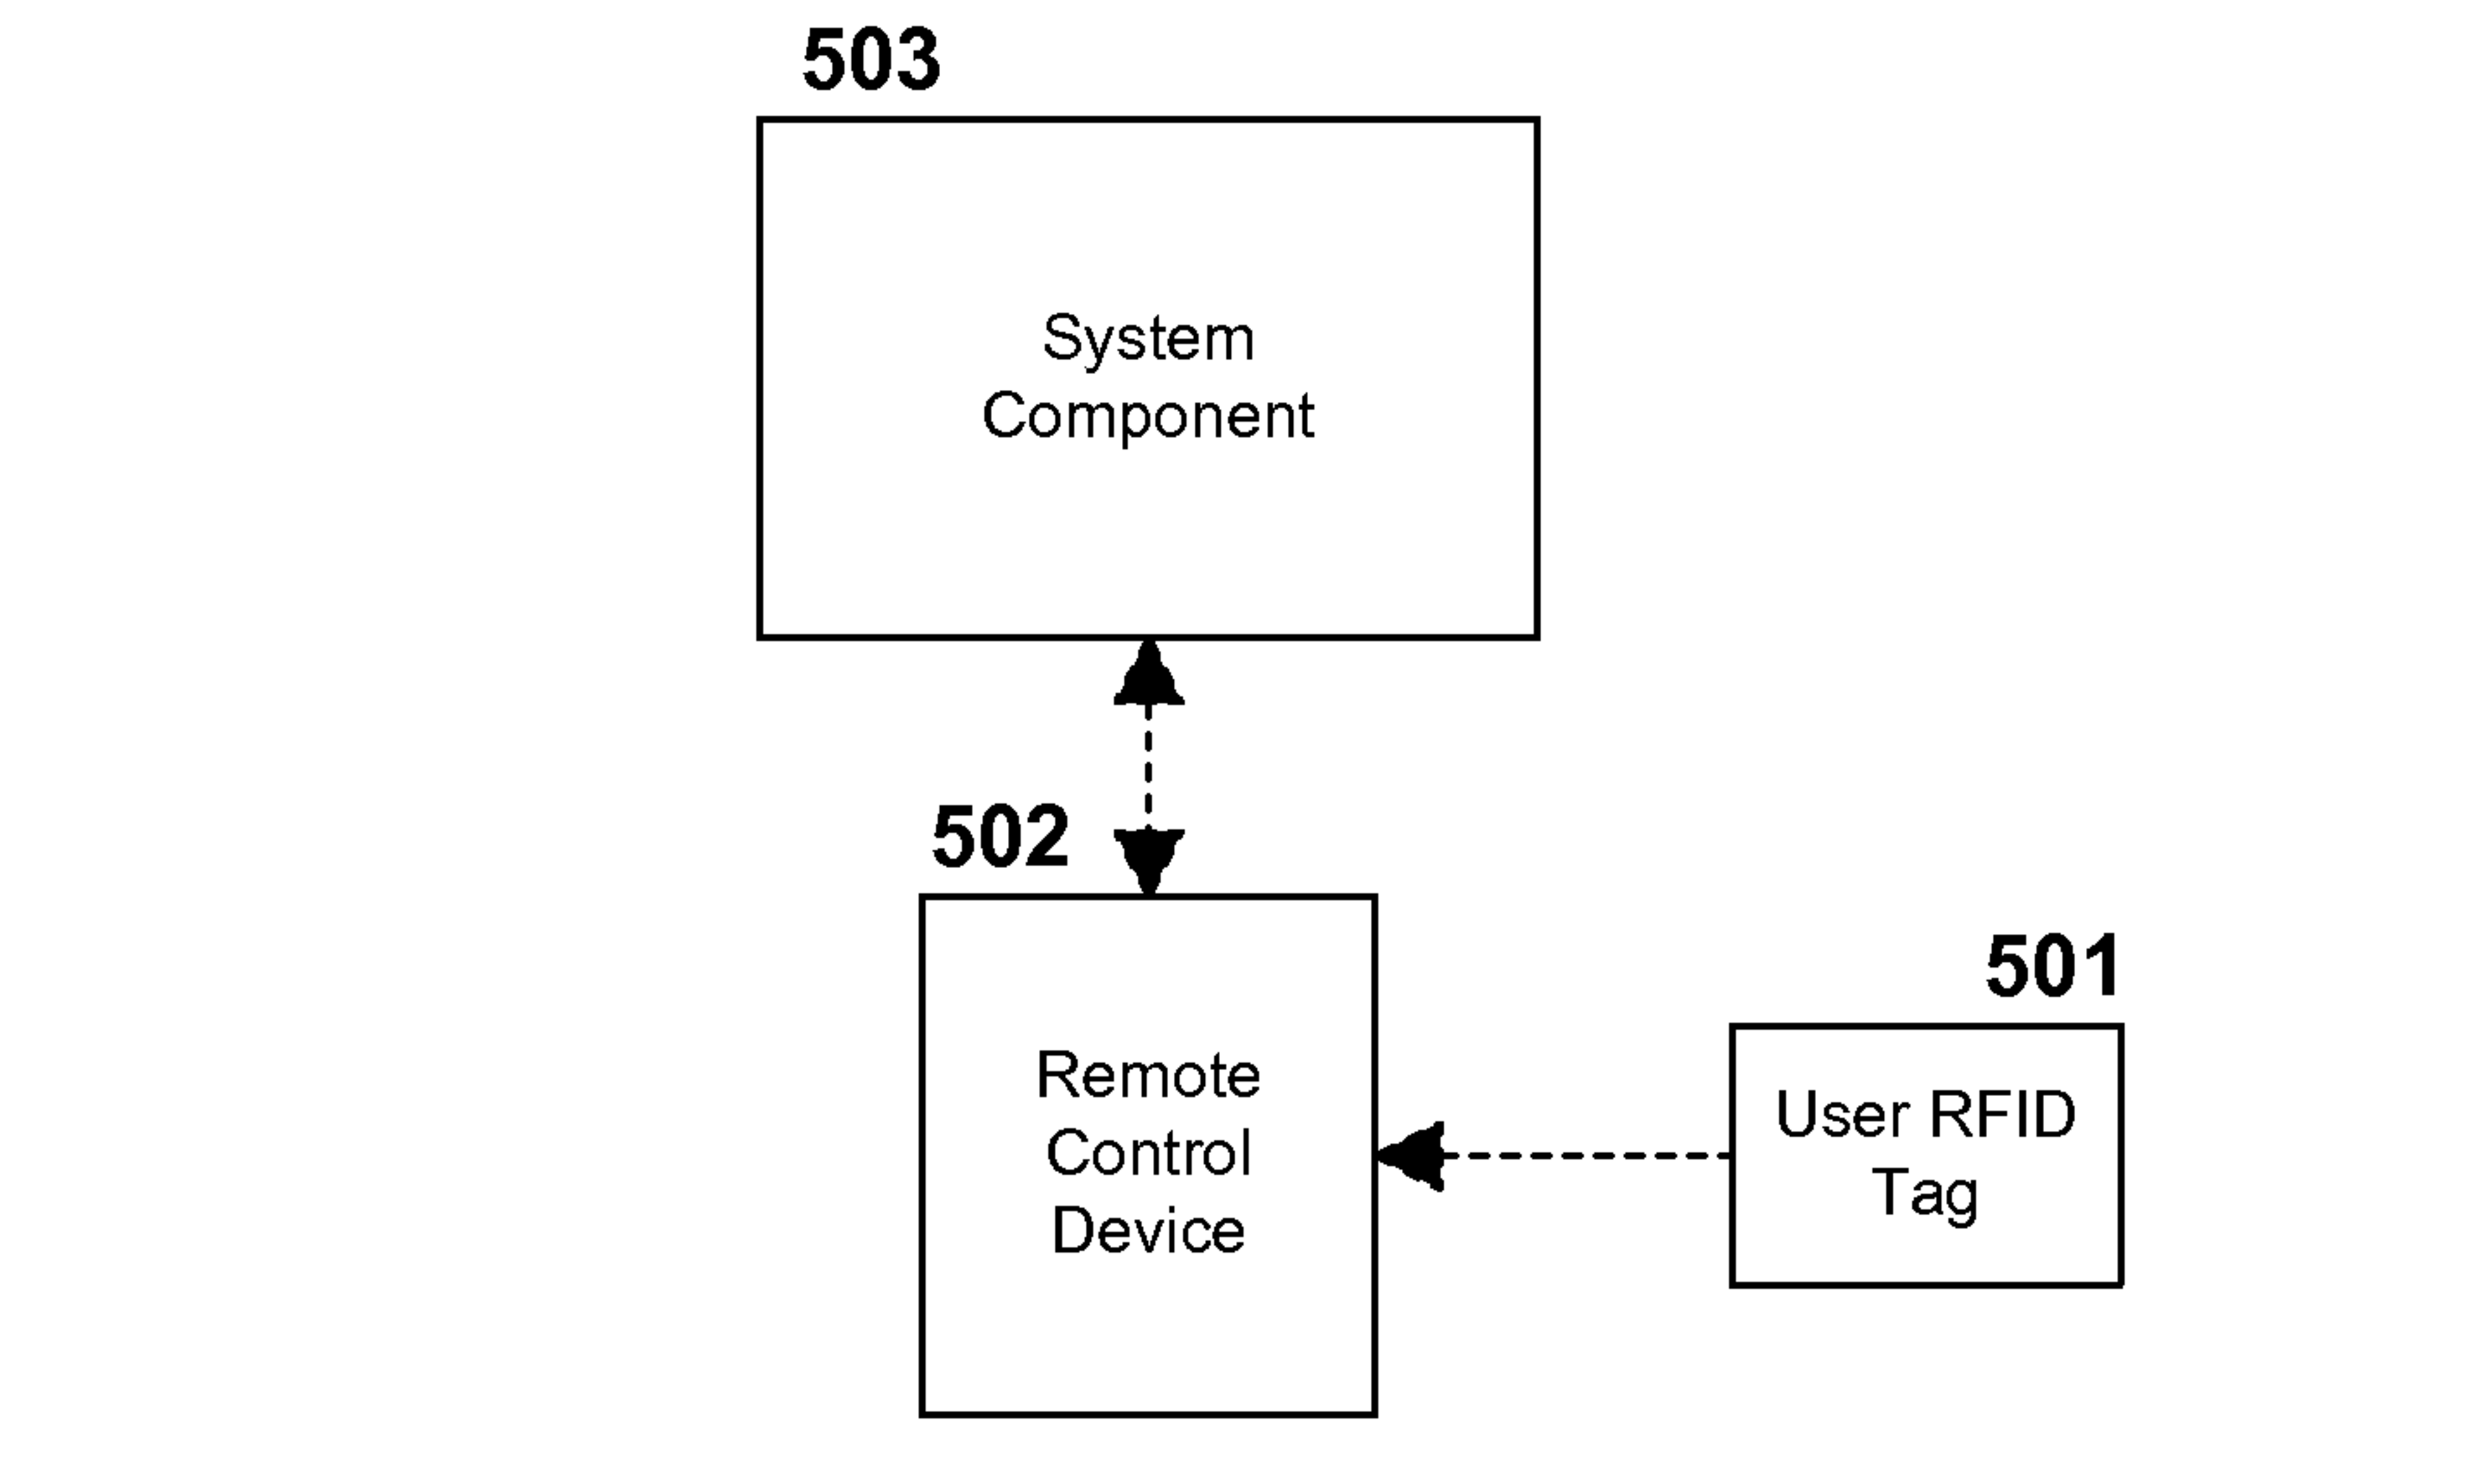 503
System
Component
502
Remote
Control
Device
501
User RFID
Tag